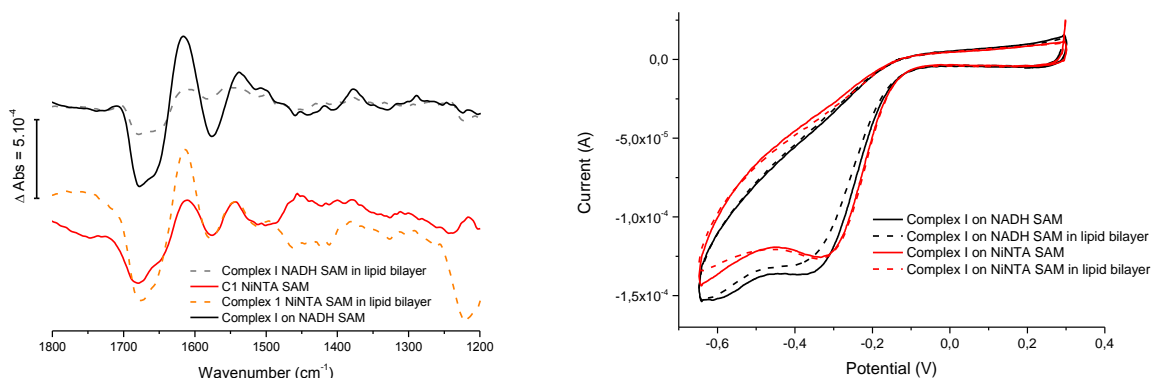 Δ Abs = 5.10⁻⁴
Complex I NADH SAM in lipid bilayer
C1 NiNTA SAM
Complex 1 NiNTA SAM in lipid bilayer
Complex I on NADH SAM
1800 1700 1600 1500 1400 1300 1200
Wavenumber (cm⁻¹)
0,0
-5,0x10⁻⁵
-1,0x10⁻⁴
-1,5x10⁻⁴
Current (A)
Complex I on NADH SAM
Complex I on NADH SAM in lipid bilayer
Complex I on NiNTA SAM
Complex I on NiNTA SAM in lipid bilayer
-0,6 -0,4 -0,2 0,0 0,2 0,4
Potential (V)